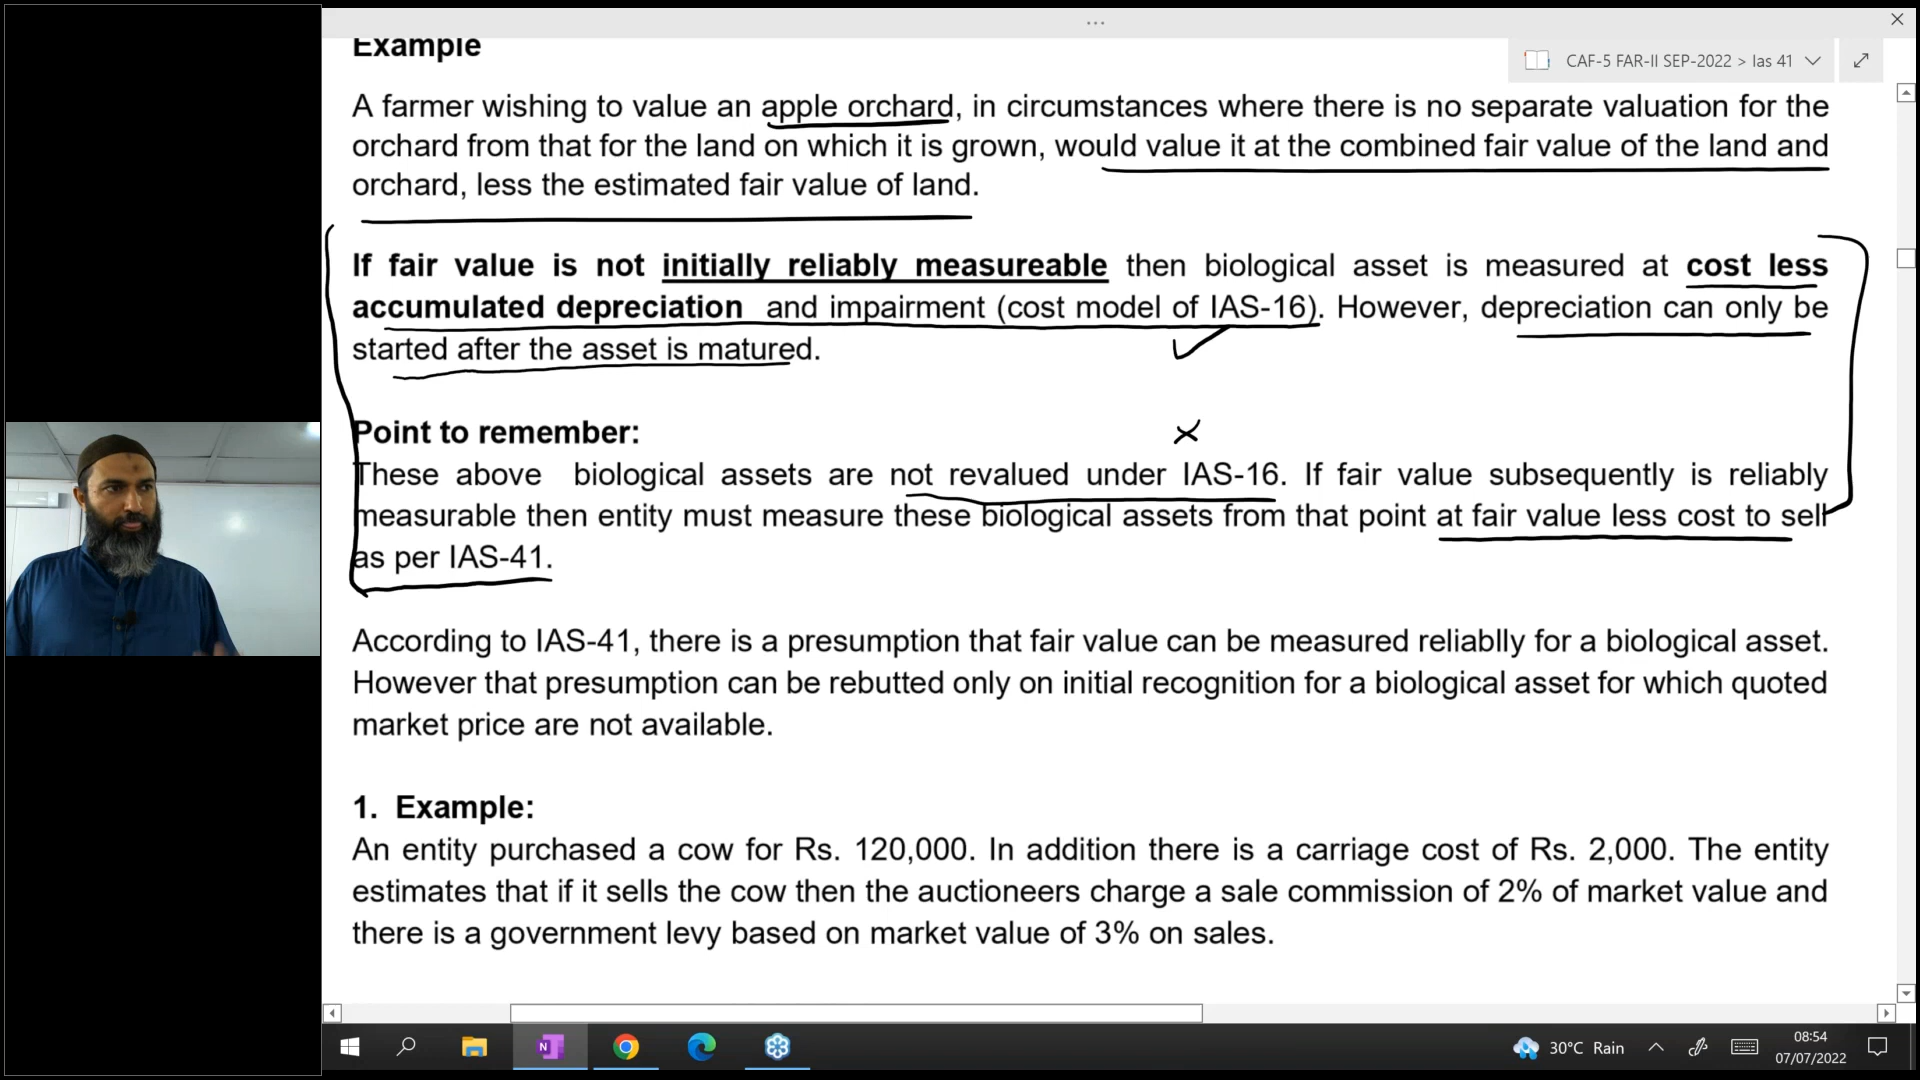 Example
CAF-5 FAR-II SEP-2022 > Ias 41
A farmer wishing to value an apple orchard, in circumstances where there is no separate valuation for the
orchard from that for the land on which it is grown, would value it at the combined fair value of the land and
orchard, less the estimated fair value of land.
If fair value is not initially reliably measureable then biological asset is measured at cost less
accumulated depreciation and impairment (cost model of IAS-16). However, depreciation can only be
started after the asset is matured.
Point to remember:
These above biological assets are not revalued under IAS-16. If fair value subsequently is reliably
measurable then entity must measure these biological assets from that point at fair value less cost to sell
as per IAS-41.
According to IAS-41, there is a presumption that fair value can be measured reliablly for a biological asset.
However that presumption can be rebutted only on initial recognition for a biological asset for which quoted
market price are not available.
1. Example:
An entity purchased a cow for Rs. 120,000. In addition there is a carriage cost of Rs. 2,000. The entity
estimates that if it sells the cow then the auctioneers charge a sale commission of 2% of market value and
there is a government levy based on market value of 3% on sales.
30°C Rain
08:54
07/07/2022